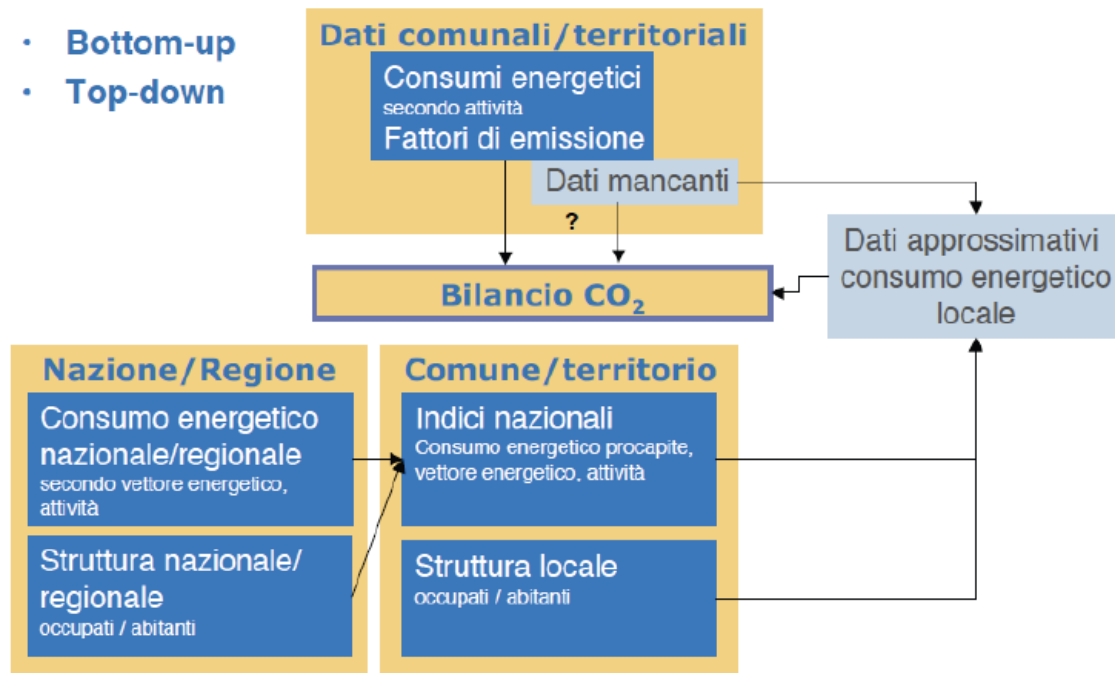 · Bottom-up
· Top-down
Dati comunali/territoriali
Consumi energetici
secondo attività
Fattori di emissione
Dati mancanti
?
Dati approssimativi
consumo energetico
locale
Bilancio CO₂
Nazione/Regione
Consumo energetico
nazionale/regionale
secondo vettore energetico,
attività
Struttura nazionale/
regionale
occupati / abitanti
Comune/territorio
Indici nazionali
Consumo energetico procapite,
vettore energetico, attività
Struttura locale
occupati / abitanti